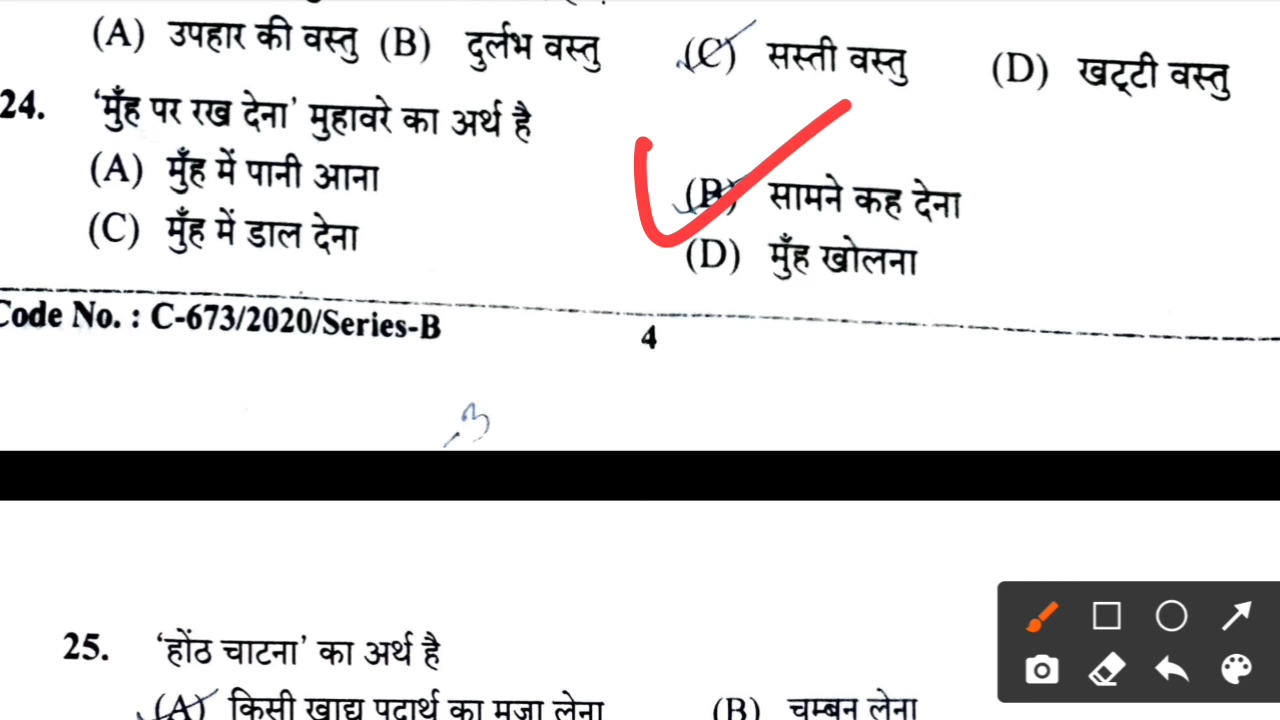 (A) उपहार की वस्तु (B) दुर्लभ वस्तु (C) सस्ती वस्तु (D) खट्टी वस्तु
24. ‘मुँह पर रख देना’ मुहावरे का अर्थ है
(A) मुँह में पानी आना (B) सामने कह देना
(C) मुँह में डाल देना (D) मुँह खोलना
Code No. : C-673/2020/Series-B 4
25. ‘होंठ चाटना’ का अर्थ है
(A) किसी खाद्य पदार्थ का मजा लेना (B) चुम्बन लेना